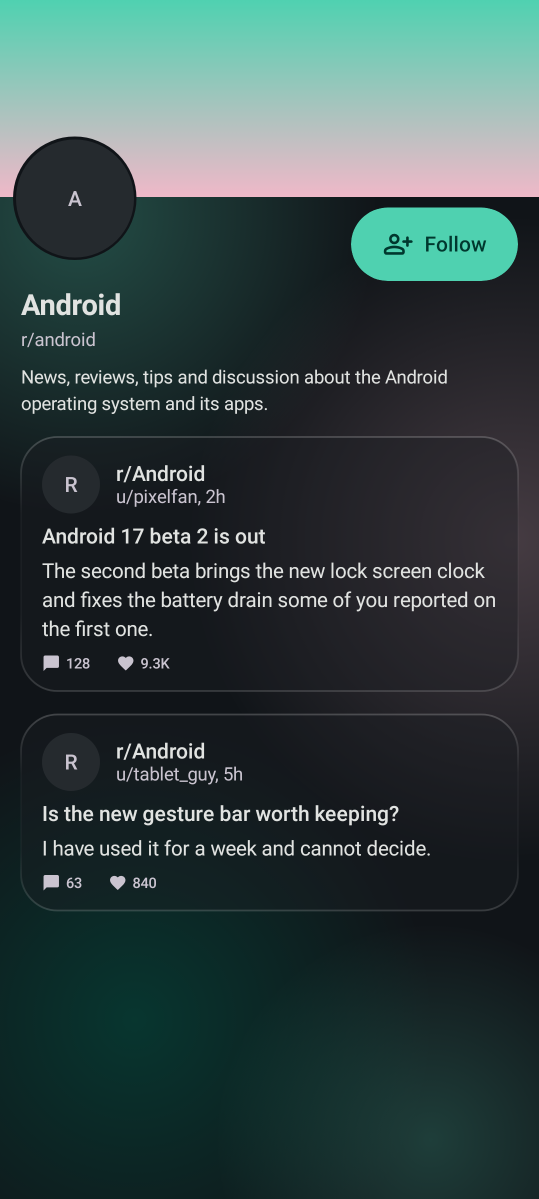 A
Follow
Android
r/android
News, reviews, tips and discussion about the Android
operating system and its apps.
R
r/Android
u/pixelfan, 2h
Android 17 beta 2 is out
The second beta brings the new lock screen clock
and fixes the battery drain some of you reported on
the first one.
128 9.3K
R
r/Android
u/tablet_guy, 5h
Is the new gesture bar worth keeping?
I have used it for a week and cannot decide.
63 840